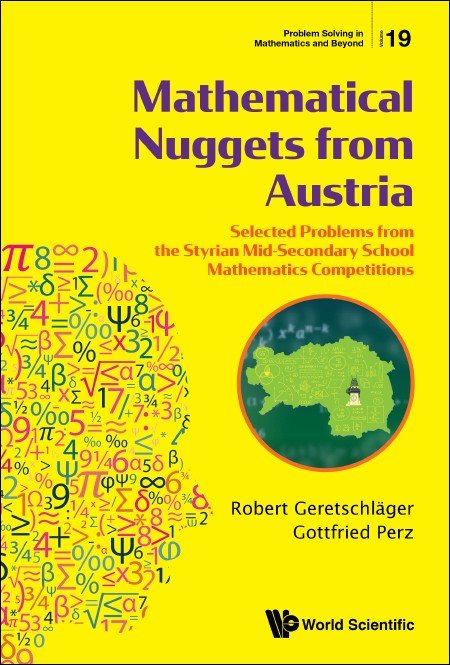 Problem Solving in
Mathematics and Beyond
Volume 19
Mathematical
Nuggets from
Austria
Selected Problems from
the Styrian Mid-Secondary School
Mathematics Competitions
Robert Geretschläger
Gottfried Perz
World Scientific